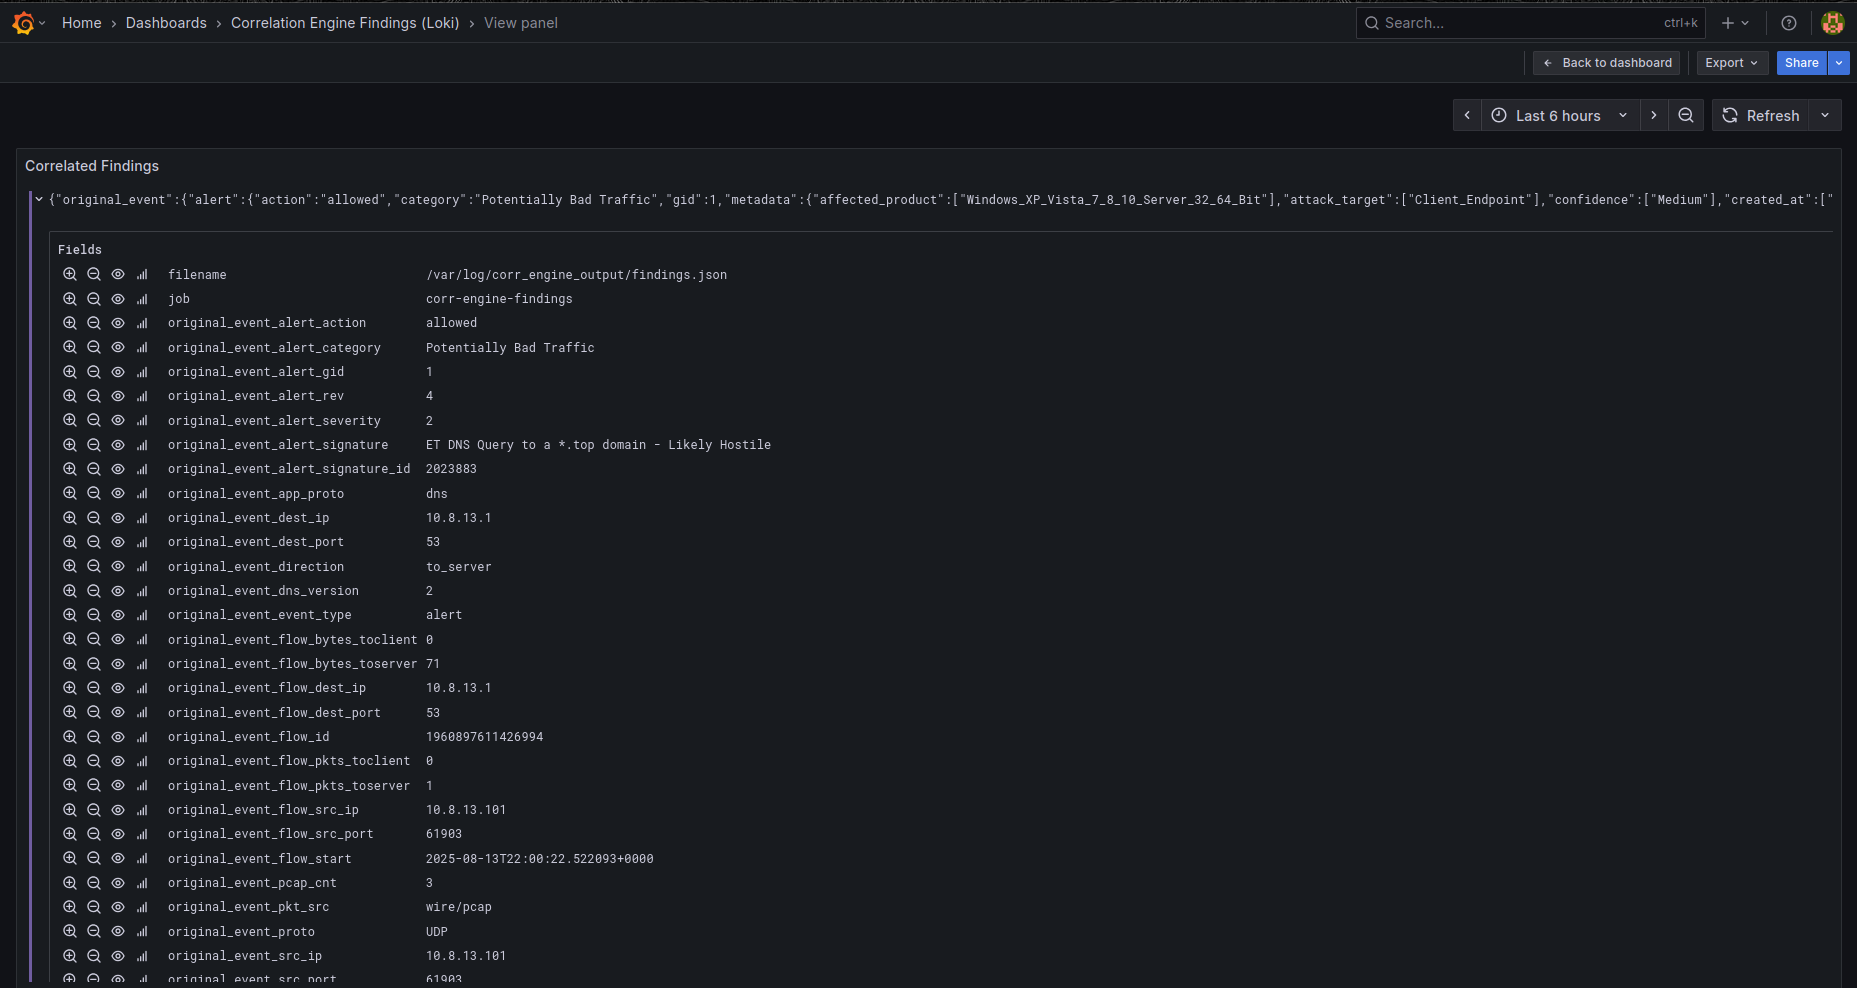 Home > Dashboards > Correlation Engine Findings (Loki) > View panel
Search... ctrl+k
Back to dashboard Export Share
Last 6 hours Refresh
Correlated Findings
{"original_event":{"alert":{"action":"allowed","category":"Potentially Bad Traffic","gid":1,"metadata":{"affected_product":["Windows_XP_Vista_7_8_10_Server_32_64_Bit"],"attack_target":["Client_Endpoint"],"confidence":["Medium"],"created_at":["
Fields
filename /var/log/corr_engine_output/findings.json
job corr-engine-findings
original_event_alert_action allowed
original_event_alert_category Potentially Bad Traffic
original_event_alert_gid 1
original_event_alert_rev 4
original_event_alert_severity 2
original_event_alert_signature ET DNS Query to a *.top domain - Likely Hostile
original_event_alert_signature_id 2023883
original_event_app_proto dns
original_event_dest_ip 10.8.13.1
original_event_dest_port 53
original_event_direction to_server
original_event_dns_version 2
original_event_event_type alert
original_event_flow_bytes_toclient 0
original_event_flow_bytes_toserver 71
original_event_flow_dest_ip 10.8.13.1
original_event_flow_dest_port 53
original_event_flow_id 1960897611426994
original_event_flow_pkts_toclient 0
original_event_flow_pkts_toserver 1
original_event_flow_src_ip 10.8.13.101
original_event_flow_src_port 61903
original_event_flow_start 2025-08-13T22:00:22.522093+0000
original_event_pcap_cnt 3
original_event_pkt_src wire/pcap
original_event_proto UDP
original_event_src_ip 10.8.13.101
original_event_src_port 61903